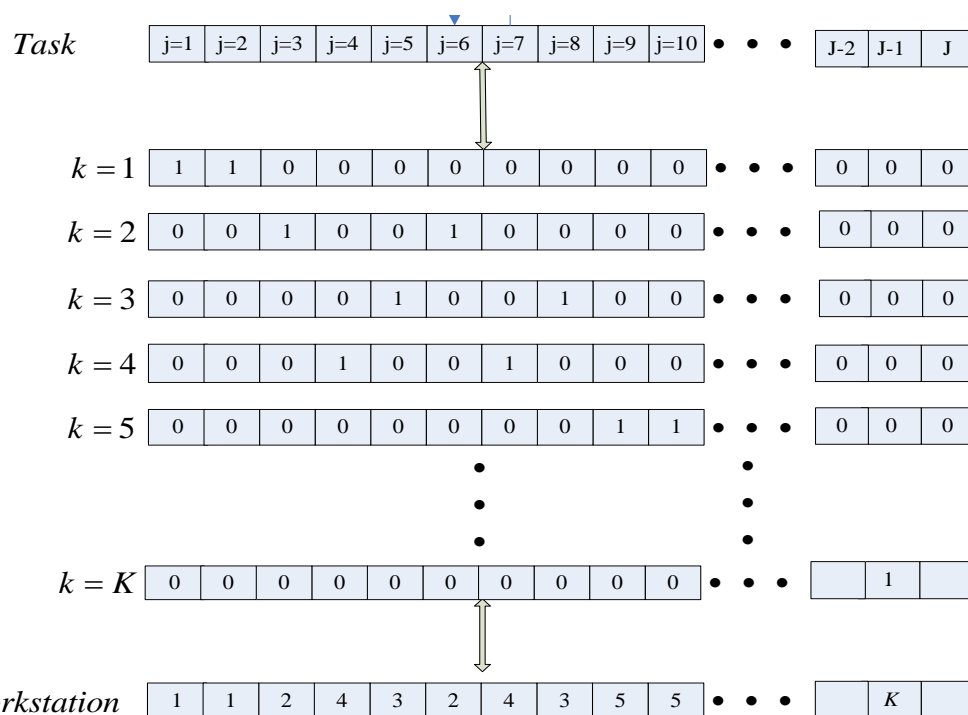 Task j=1 j=2 j=3 j=4 j=5 j=6 j=7 j=8 j=9 j=10 • • • J-2 J-1 J
k = 1 1 1 0 0 0 0 0 0 0 0 • • • 0 0 0
k = 2 0 0 1 0 0 1 0 0 0 0 • • • 0 0 0
k = 3 0 0 0 0 1 0 0 1 0 0 • • • 0 0 0
k = 4 0 0 0 1 0 0 1 0 0 0 • • • 0 0 0
k = 5 0 0 0 0 0 0 0 0 1 1 • • • 0 0 0
k = K 0 0 0 0 0 0 0 0 0 0 • • • 1
rkstation 1 1 2 4 3 2 4 3 5 5 • • • K